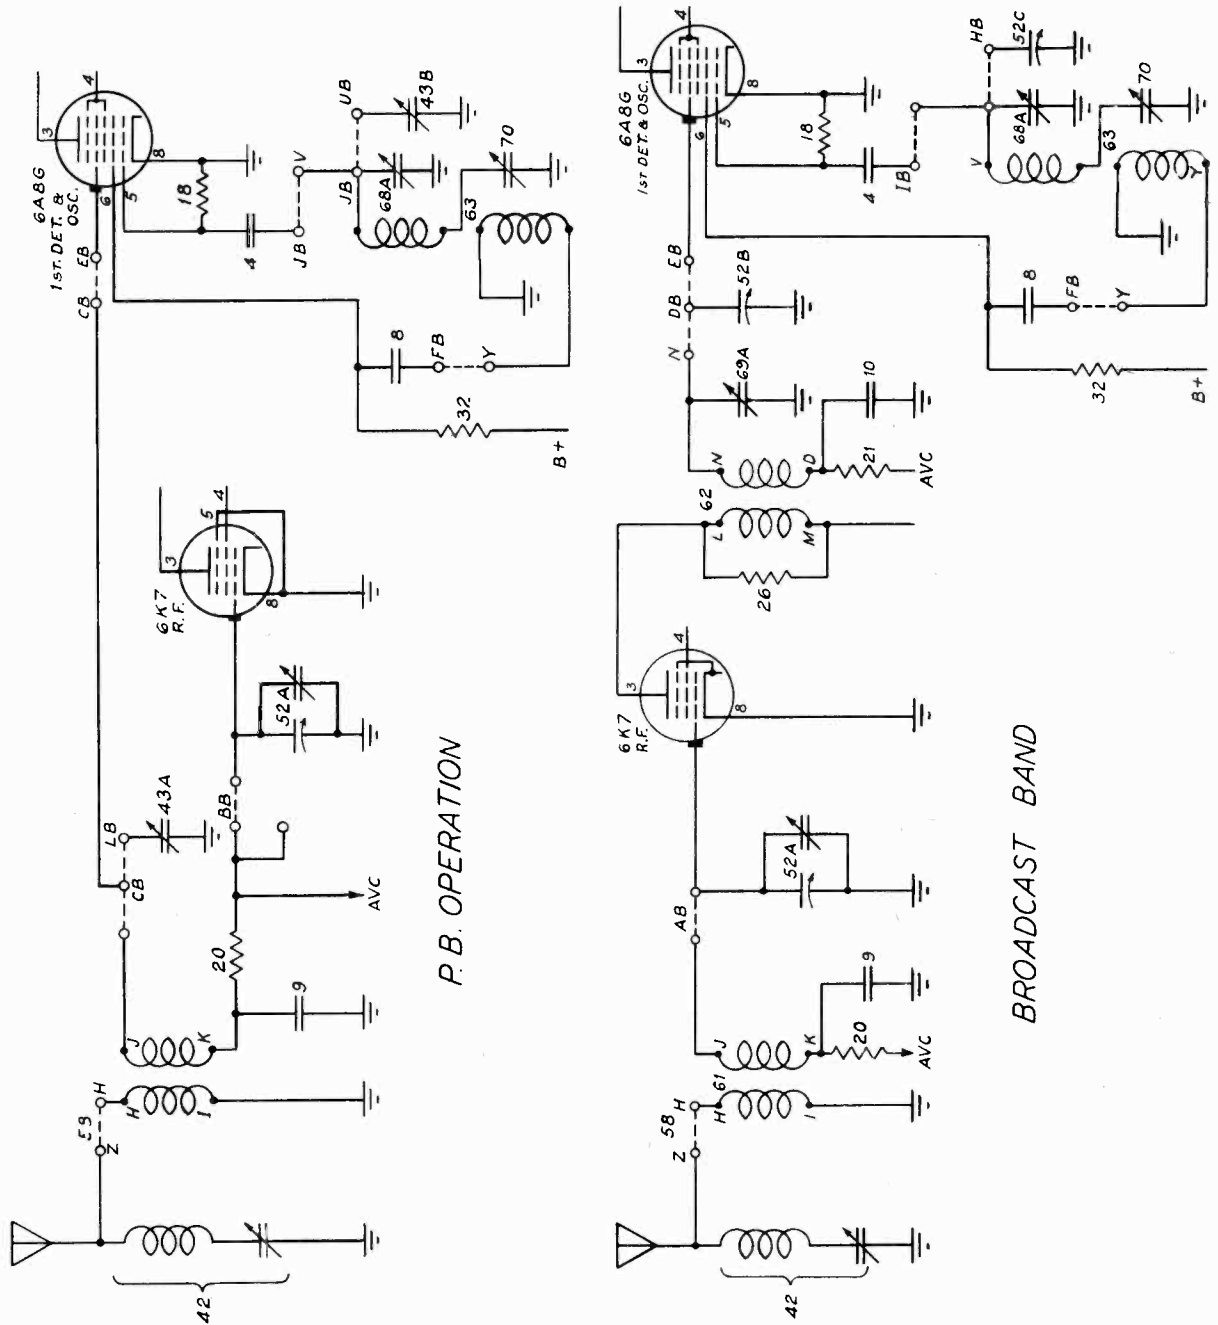 P. B. OPERATION
42
Z
59
H
H
I
J
K
9
20
AVC
CB
LB
43A
BB
52A
6K7
R.F.
3
5
4
8
CB
EB
6A8G
1ST. DET. &
OSC.
3
4
6
5
8
18
4
JB
V
JB
UB
68A
43B
63
70
8
FB
Y
32
B+
BROADCAST BAND
42
Z
58
H
H
61
I
J
K
9
20
AVC
AB
52A
6K7
R.F.
3
4
8
26
L
62
M
N
D
21
10
AVC
69A
N
DB
52B
EB
6A8G
1ST. DET. & OSC.
3
4
6
5
8
18
4
IB
V
HB
52C
68A
63
70
Y
8
FB
Y
32
B+